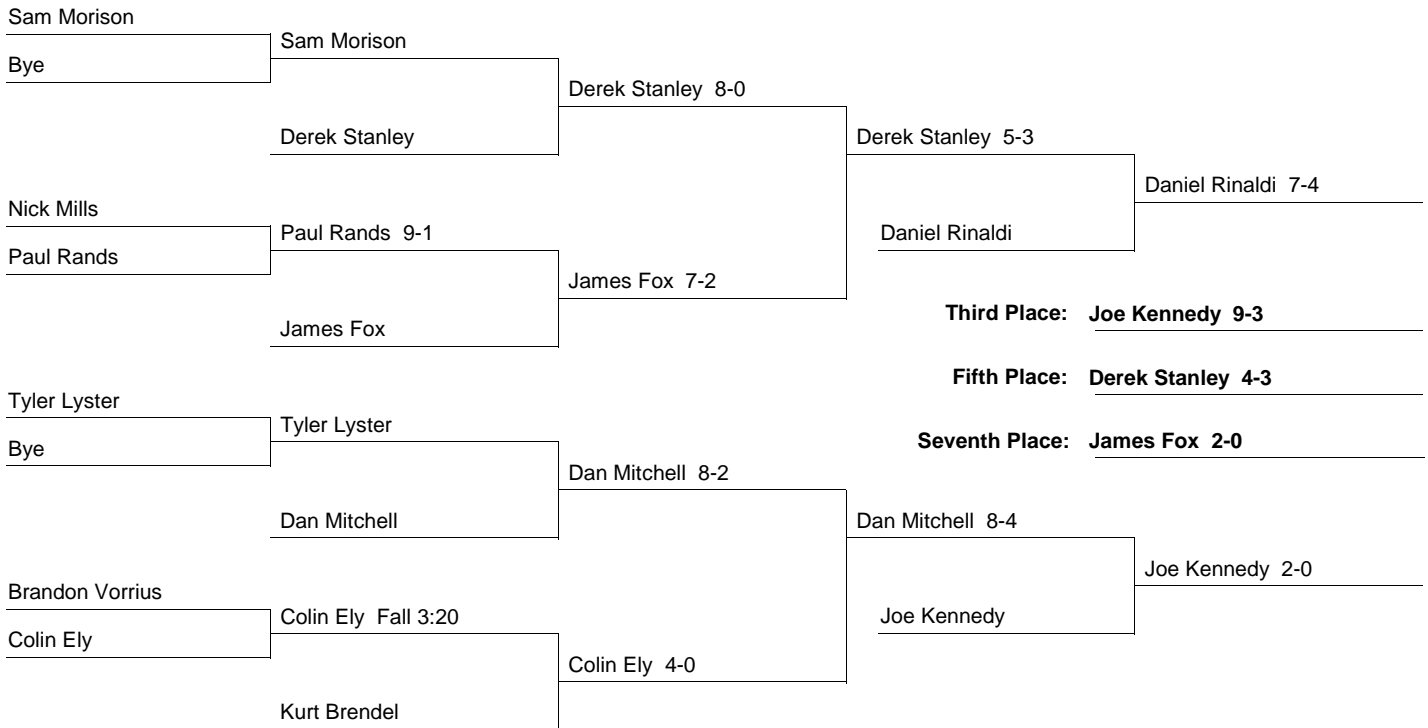 Sam Morison
Sam Morison
Bye
Derek Stanley 8-0
Derek Stanley
Derek Stanley 5-3
Daniel Rinaldi 7-4
Nick Mills
Paul Rands 9-1
Daniel Rinaldi
Paul Rands
James Fox 7-2
Third Place: Joe Kennedy 9-3
James Fox
Fifth Place: Derek Stanley 4-3
Tyler Lyster
Tyler Lyster
Seventh Place: James Fox 2-0
Bye
Dan Mitchell 8-2
Dan Mitchell
Dan Mitchell 8-4
Joe Kennedy 2-0
Brandon Vorrius
Colin Ely Fall 3:20
Joe Kennedy
Colin Ely
Colin Ely 4-0
Kurt Brendel